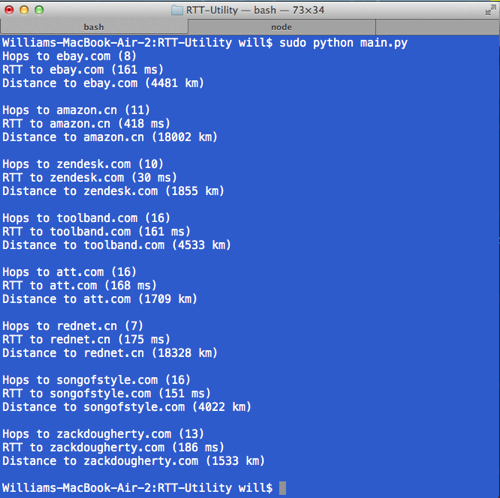 RTT-Utility — bash — 73×34
bash
node
Williams-MacBook-Air-2:RTT-Utility will$ sudo python main.py
Hops to ebay.com (8)
RTT to ebay.com (161 ms)
Distance to ebay.com (4481 km)
Hops to amazon.cn (11)
RTT to amazon.cn (418 ms)
Distance to amazon.cn (18002 km)
Hops to zendesk.com (10)
RTT to zendesk.com (30 ms)
Distance to zendesk.com (1855 km)
Hops to toolband.com (16)
RTT to toolband.com (161 ms)
Distance to toolband.com (4533 km)
Hops to att.com (16)
RTT to att.com (168 ms)
Distance to att.com (1709 km)
Hops to rednet.cn (7)
RTT to rednet.cn (175 ms)
Distance to rednet.cn (18328 km)
Hops to songofstyle.com (16)
RTT to songofstyle.com (151 ms)
Distance to songofstyle.com (4022 km)
Hops to zackdougherty.com (13)
RTT to zackdougherty.com (186 ms)
Distance to zackdougherty.com (1533 km)
Williams-MacBook-Air-2:RTT-Utility will$